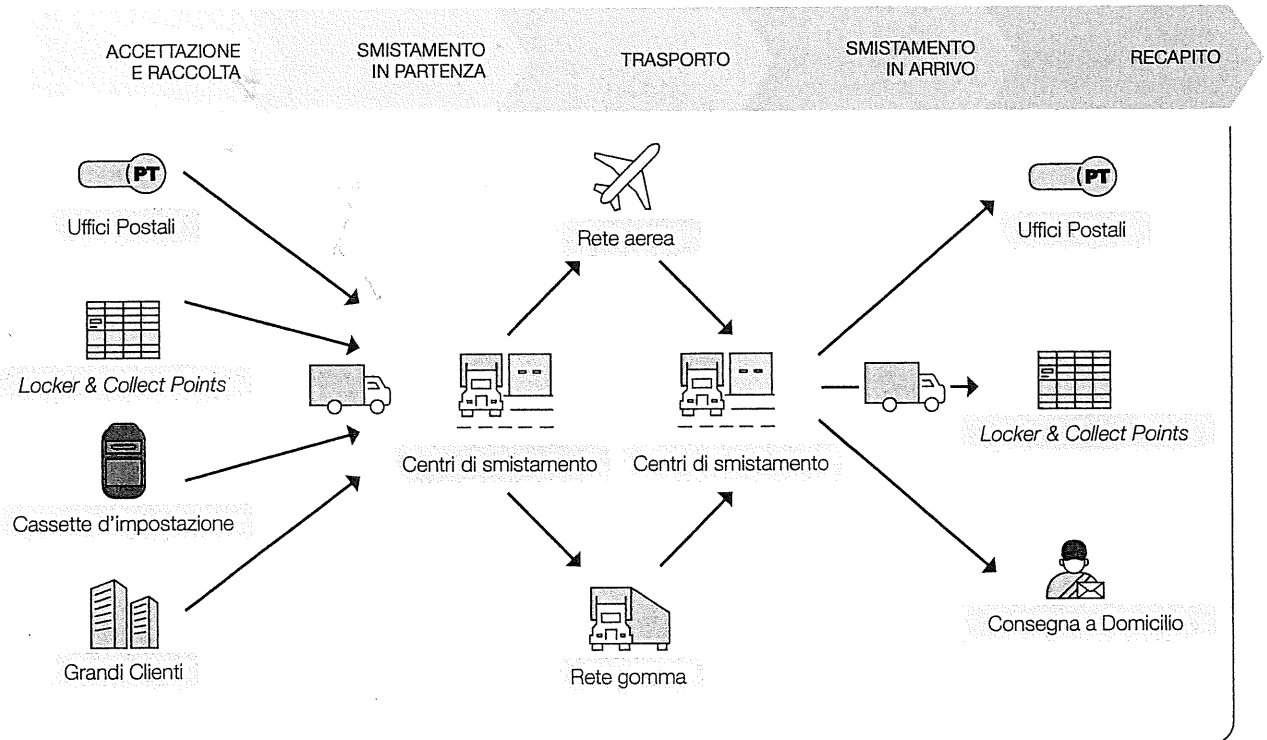 ACCETTAZIONE
E RACCOLTA
SMISTAMENTO
IN PARTENZA
TRASPORTO
SMISTAMENTO
IN ARRIVO
RECAPITO
PT
Uffici Postali
Locker & Collect Points
Cassette d'impostazione
Grandi Clienti
Centri di smistamento
Rete aerea
Rete gomma
Centri di smistamento
PT
Uffici Postali
Locker & Collect Points
Consegna a Domicilio